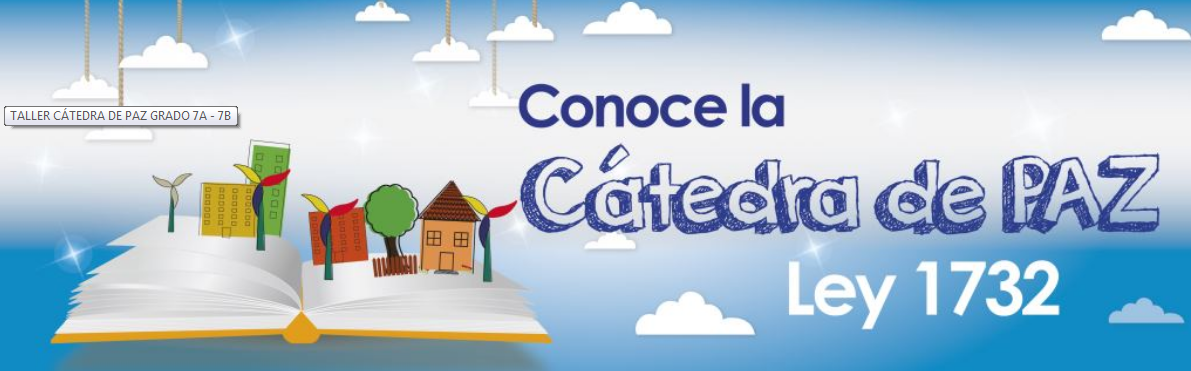 Conoce la
TALLER CÁTEDRA DE PAZ GRADO 7A - 7B
Cátedra de PAZ
Ley 1732